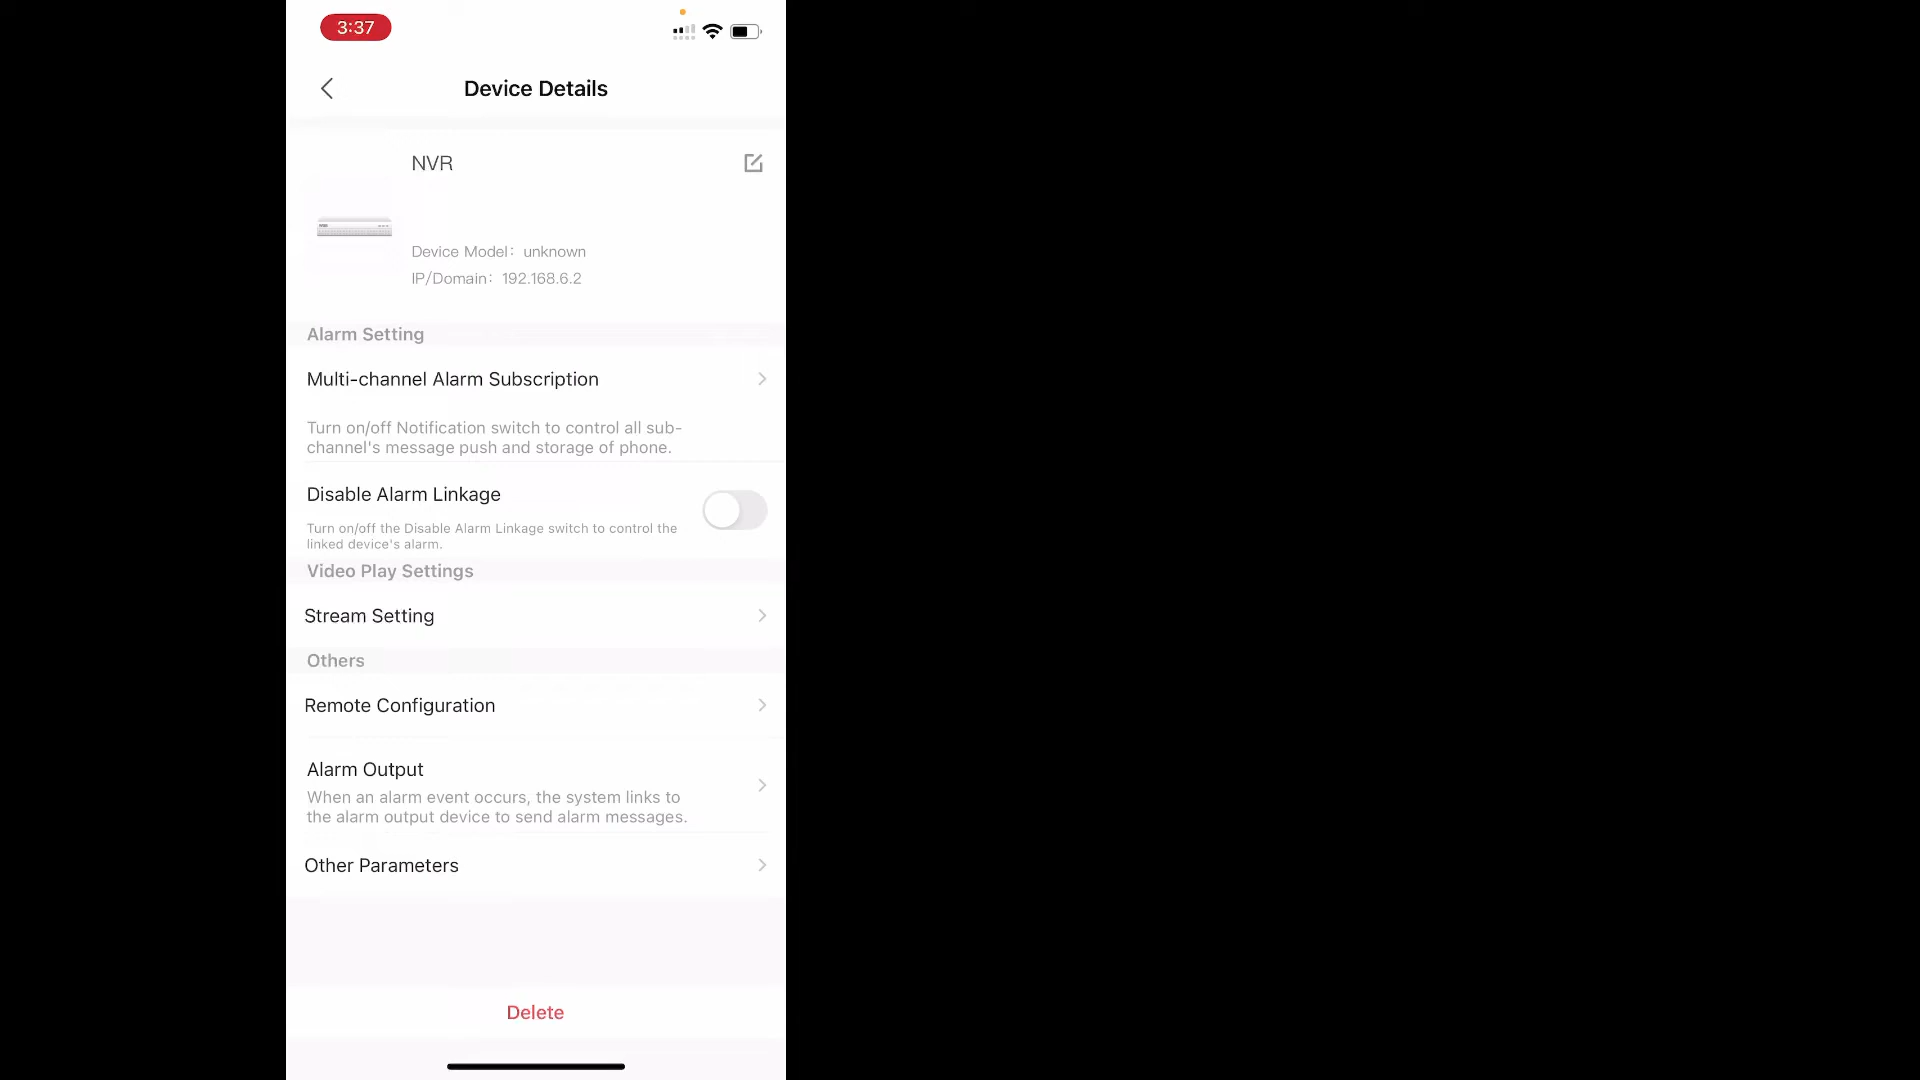 3:37
Device Details
NVR
Device Model: unknown
IP/Domain: 192.168.6.2
Alarm Setting
Multi-channel Alarm Subscription
Turn on/off Notification switch to control all sub-
channel's message push and storage of phone.
Disable Alarm Linkage
Turn on/off the Disable Alarm Linkage switch to control the
linked device's alarm.
Video Play Settings
Stream Setting
Others
Remote Configuration
Alarm Output
When an alarm event occurs, the system links to
the alarm output device to send alarm messages.
Other Parameters
Delete